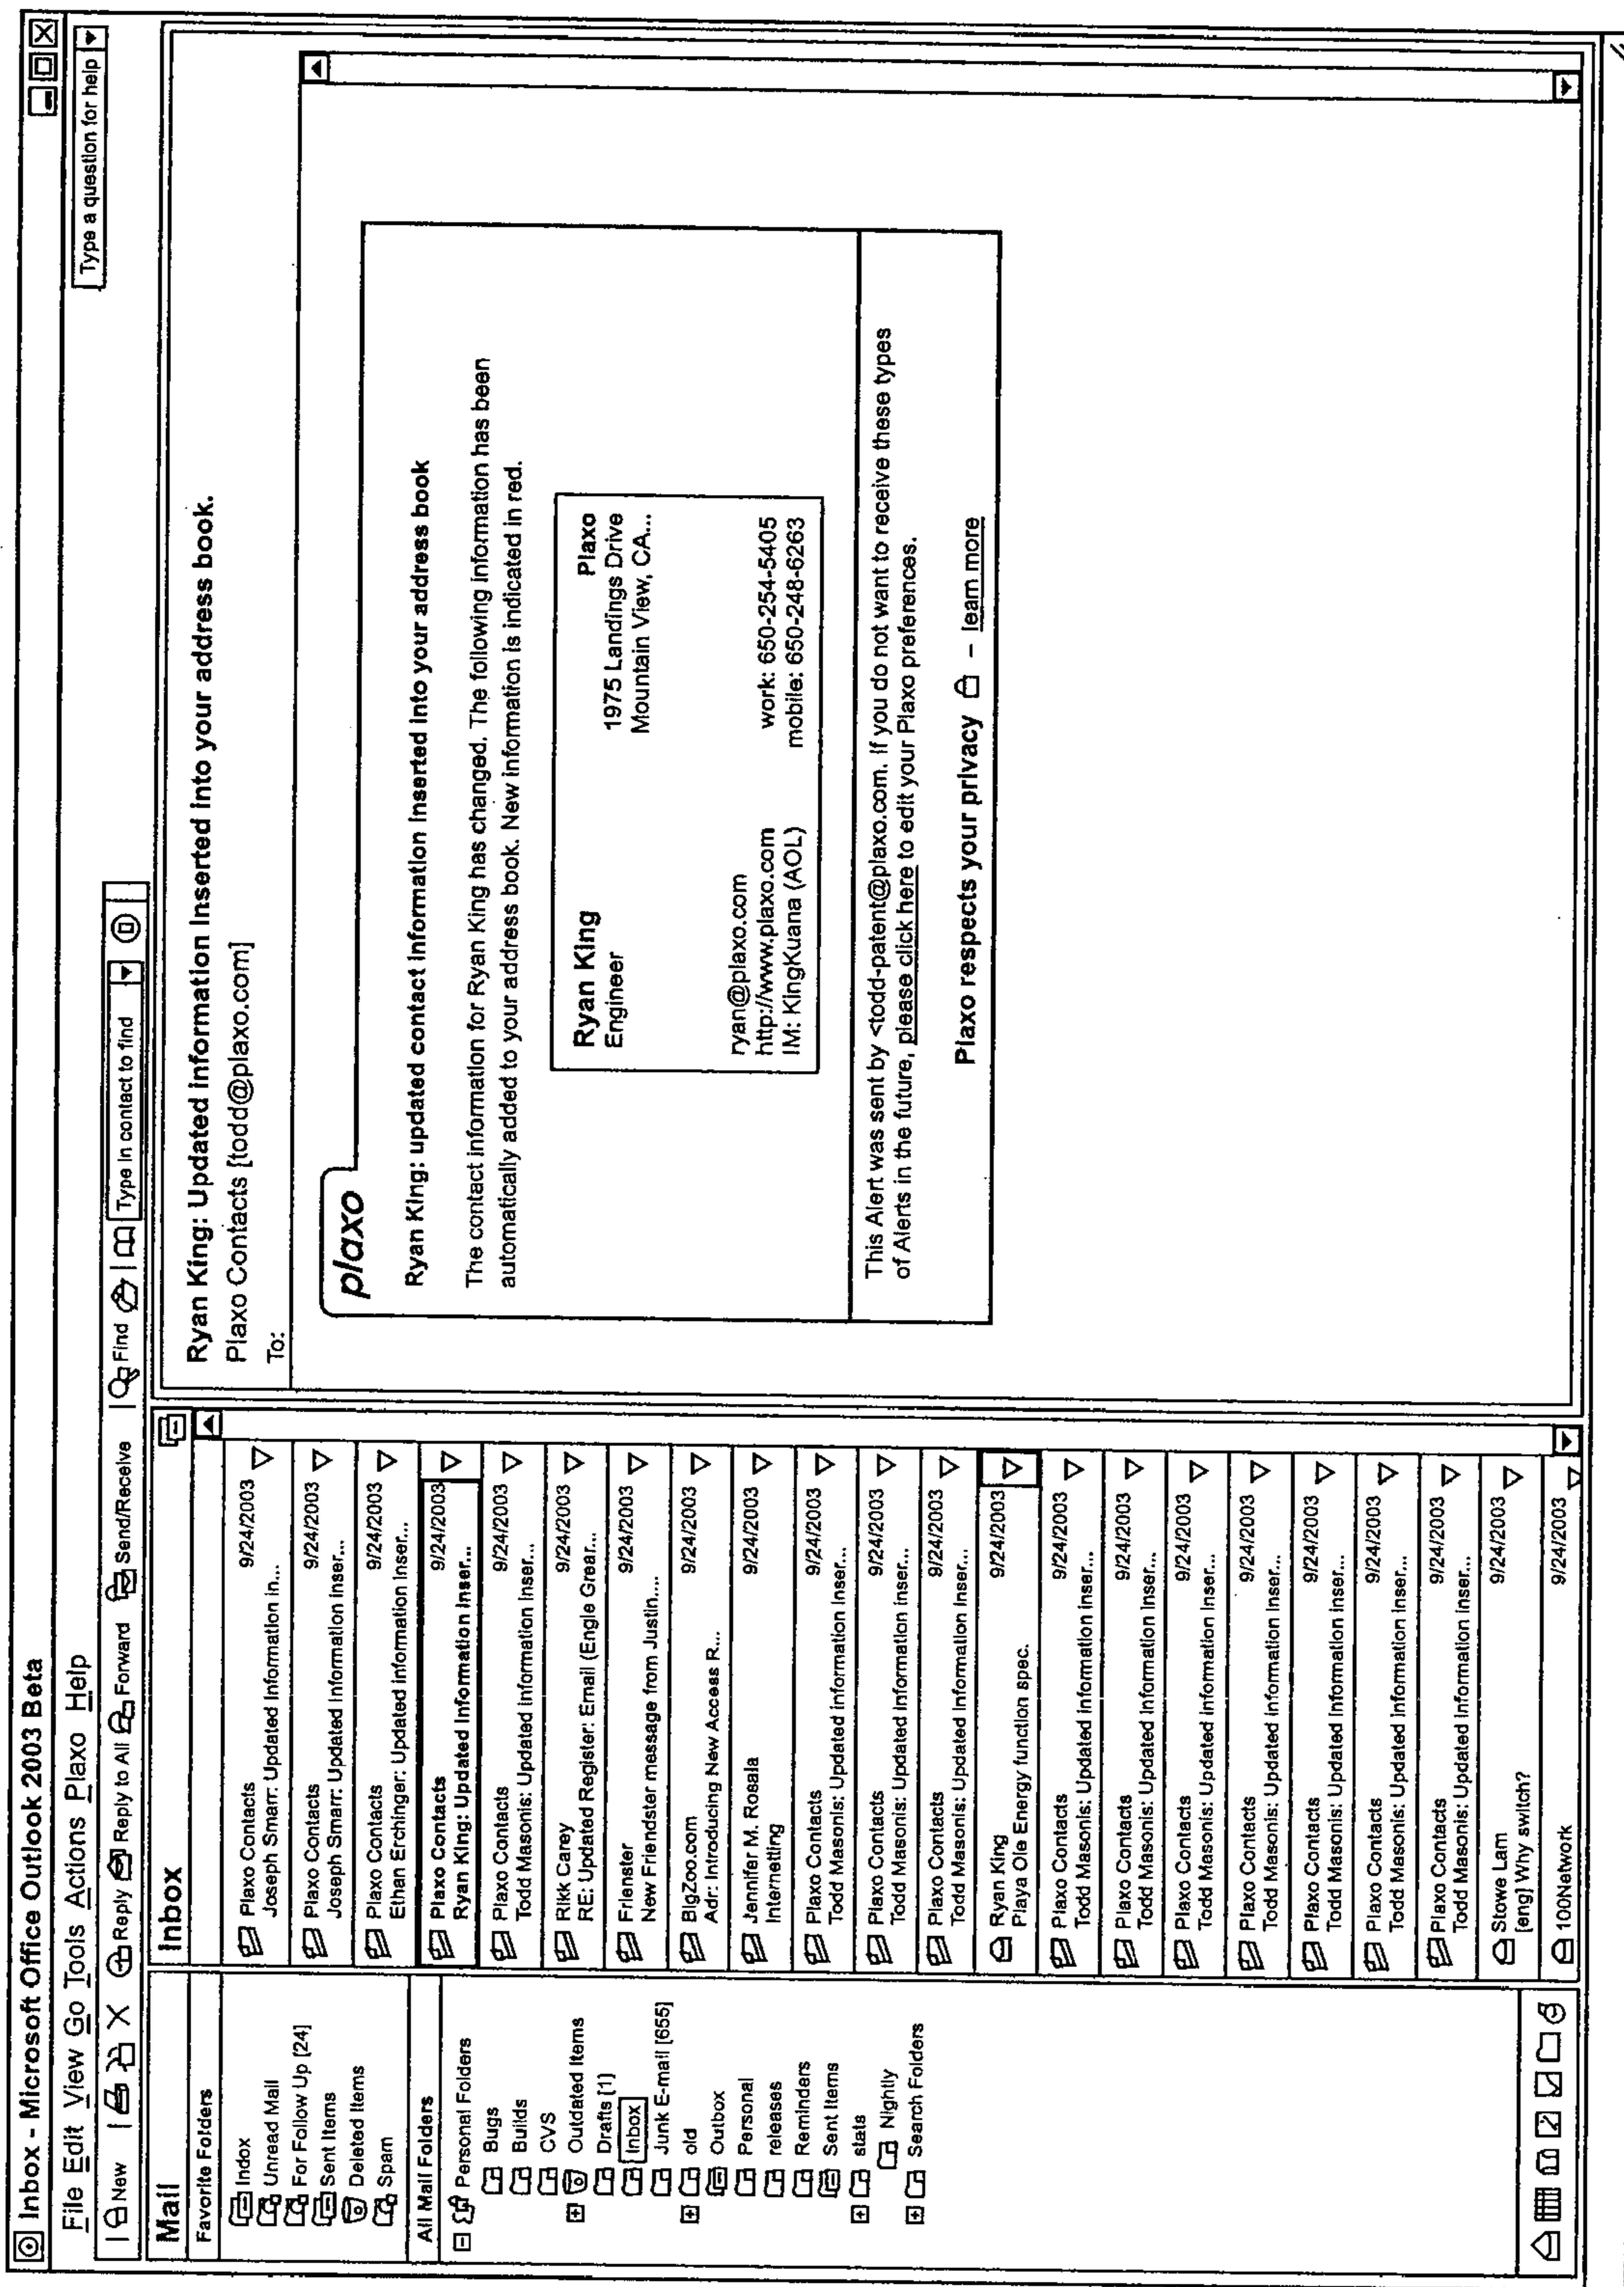 Inbox - Microsoft Office Outlook 2003 Beta
File Edit View Go Tools Actions Plaxo Help
Type a question for help
New Reply Reply to All Forward Send/Receive Find Type in contact to find
Mail
Favorite Folders
Indox
Unread Mail
For Follow Up [24]
Sent Items
Deleted Items
Spam
All Mail Folders
Personal Folders
Bugs
Builds
CVS
Outdated Items
Drafts [1]
Inbox
Junk E-mail [655]
old
Outbox
Personal
releases
Reminders
Sent Items
stats
Nightly
Search Folders
Inbox
Plaxo Contacts 9/24/2003
Joseph Smarr: Updated Information in...
Plaxo Contacts 9/24/2003
Joseph Smarr: Updated Information inser...
Plaxo Contacts 9/24/2003
Ethan Erchinger: Updated information inser...
Plaxo Contacts 9/24/2003
Ryan King: Updated Information inser...
Plaxo Contacts 9/24/2003
Todd Masonis: Updated Information Inser...
Rikk Carey 9/24/2003
RE: Updated Register: Email (Engle Grear...
Frienster 9/24/2003
New Friendster message from Justin....
BigZoo.com 9/24/2003
Adr: Introducing New Access R...
Jennifer M. Rosala 9/24/2003
Internetting
Plaxo Contacts 9/24/2003
Todd Masonis: Updated information Inser...
Plaxo Contacts 9/24/2003
Todd Masonis: Updated Information Inser...
Plaxo Contacts 9/24/2003
Todd Masonis: Updated Information Inser...
Ryan King 9/24/2003
Playa Ole Energy function spec.
Plaxo Contacts 9/24/2003
Todd Masonis: Updated Information Inser...
Plaxo Contacts 9/24/2003
Todd Masonis: Updated Information inser...
Plaxo Contacts 9/24/2003
Todd Masonis: Updated Information Inser...
Plaxo Contacts 9/24/2003
Todd Masonis: Updated Information Inser...
Plaxo Contacts 9/24/2003
Todd Masonis: Updated Information inser...
Plaxo Contacts 9/24/2003
Todd Masonis: Updated Information inser...
Plaxo Contacts 9/24/2003
Todd Masonis: Updated Information inser...
Stowe Lam 9/24/2003
[eng] Why switch?
100Network 9/24/2003
Ryan King: Updated information Inserted into your address book.
Plaxo Contacts [todd@plaxo.com]
To:
plaxo
Ryan King: updated contact information Inserted into your address book
The contact information for Ryan King has changed. The following information has been
automatically added to your address book. New information is indicated in red.
Ryan King Plaxo
Engineer 1975 Landings Drive
Mountain View, CA...
ryan@plaxo.com
http://www.plaxo.com work: 650-254-5405
IM: KingKuana (AOL) mobile: 650-248-6263
This Alert was sent by <todd-patent@plaxo.com. If you do not want to receive these types
of Alerts in the future, please click here to edit your Plaxo preferences.
Plaxo respects your privacy – learn more